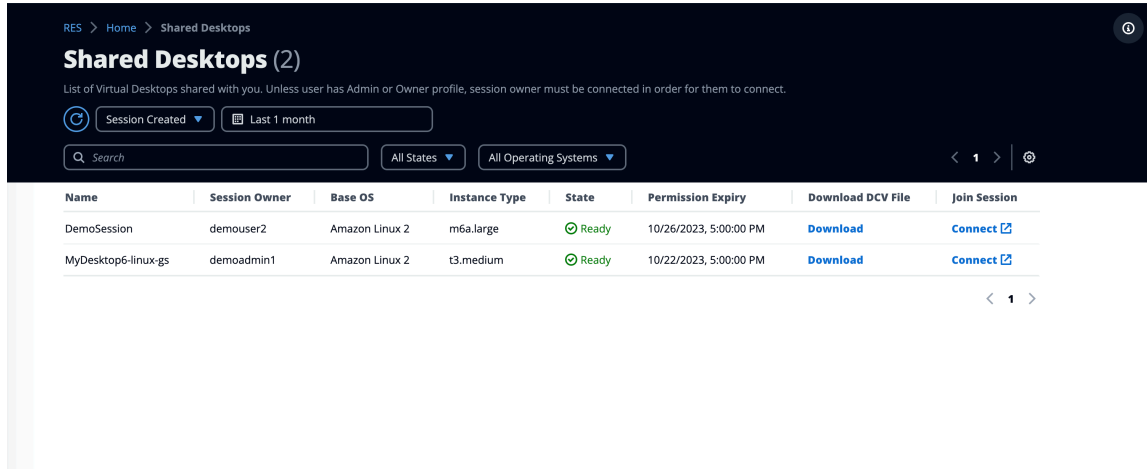 RES > Home > Shared Desktops
Shared Desktops (2)
List of Virtual Desktops shared with you. Unless user has Admin or Owner profile, session owner must be connected in order for them to connect.
Session Created Last 1 month
Search All States All Operating Systems < 1 >
Name Session Owner Base OS Instance Type State Permission Expiry Download DCV File Join Session
DemoSession demouser2 Amazon Linux 2 m6a.large Ready 10/26/2023, 5:00:00 PM Download Connect
MyDesktop6-linux-gs demoadmin1 Amazon Linux 2 t3.medium Ready 10/22/2023, 5:00:00 PM Download Connect
< 1 >